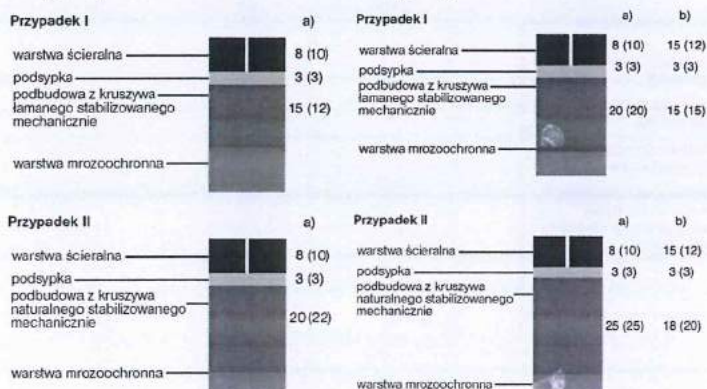 Przypadek I a)
warstwa ścieralna 8 (10)
podsypka 3 (3)
podbudowa z kruszywa
łamanego stabilizowanego
mechanicznie
15 (12)
warstwa mrozoochronna
Przypadek I a) b)
warstwa ścieralna 8 (10) 15 (12)
podsypka 3 (3) 3 (3)
podbudowa z kruszywa
łamanego stabilizowanego
mechanicznie
20 (20) 15 (15)
warstwa mrozoochronna
Przypadek II a)
warstwa ścieralna 8 (10)
podsypka 3 (3)
podbudowa z kruszywa
naturalnego stabilizowanego
mechanicznie
20 (22)
warstwa mrozoochronna
Przypadek II a) b)
warstwa ścieralna 8 (10) 15 (12)
podsypka 3 (3) 3 (3)
podbudowa z kruszywa
naturalnego stabilizowanego
mechanicznie
25 (25) 18 (20)
warstwa mrozoochronna